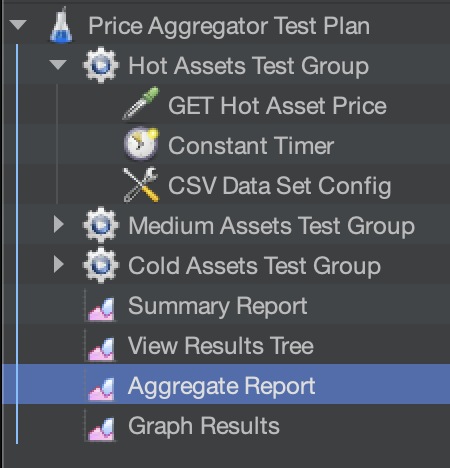 Price Aggregator Test Plan
Hot Assets Test Group
GET Hot Asset Price
Constant Timer
CSV Data Set Config
Medium Assets Test Group
Cold Assets Test Group
Summary Report
View Results Tree
Aggregate Report
Graph Results